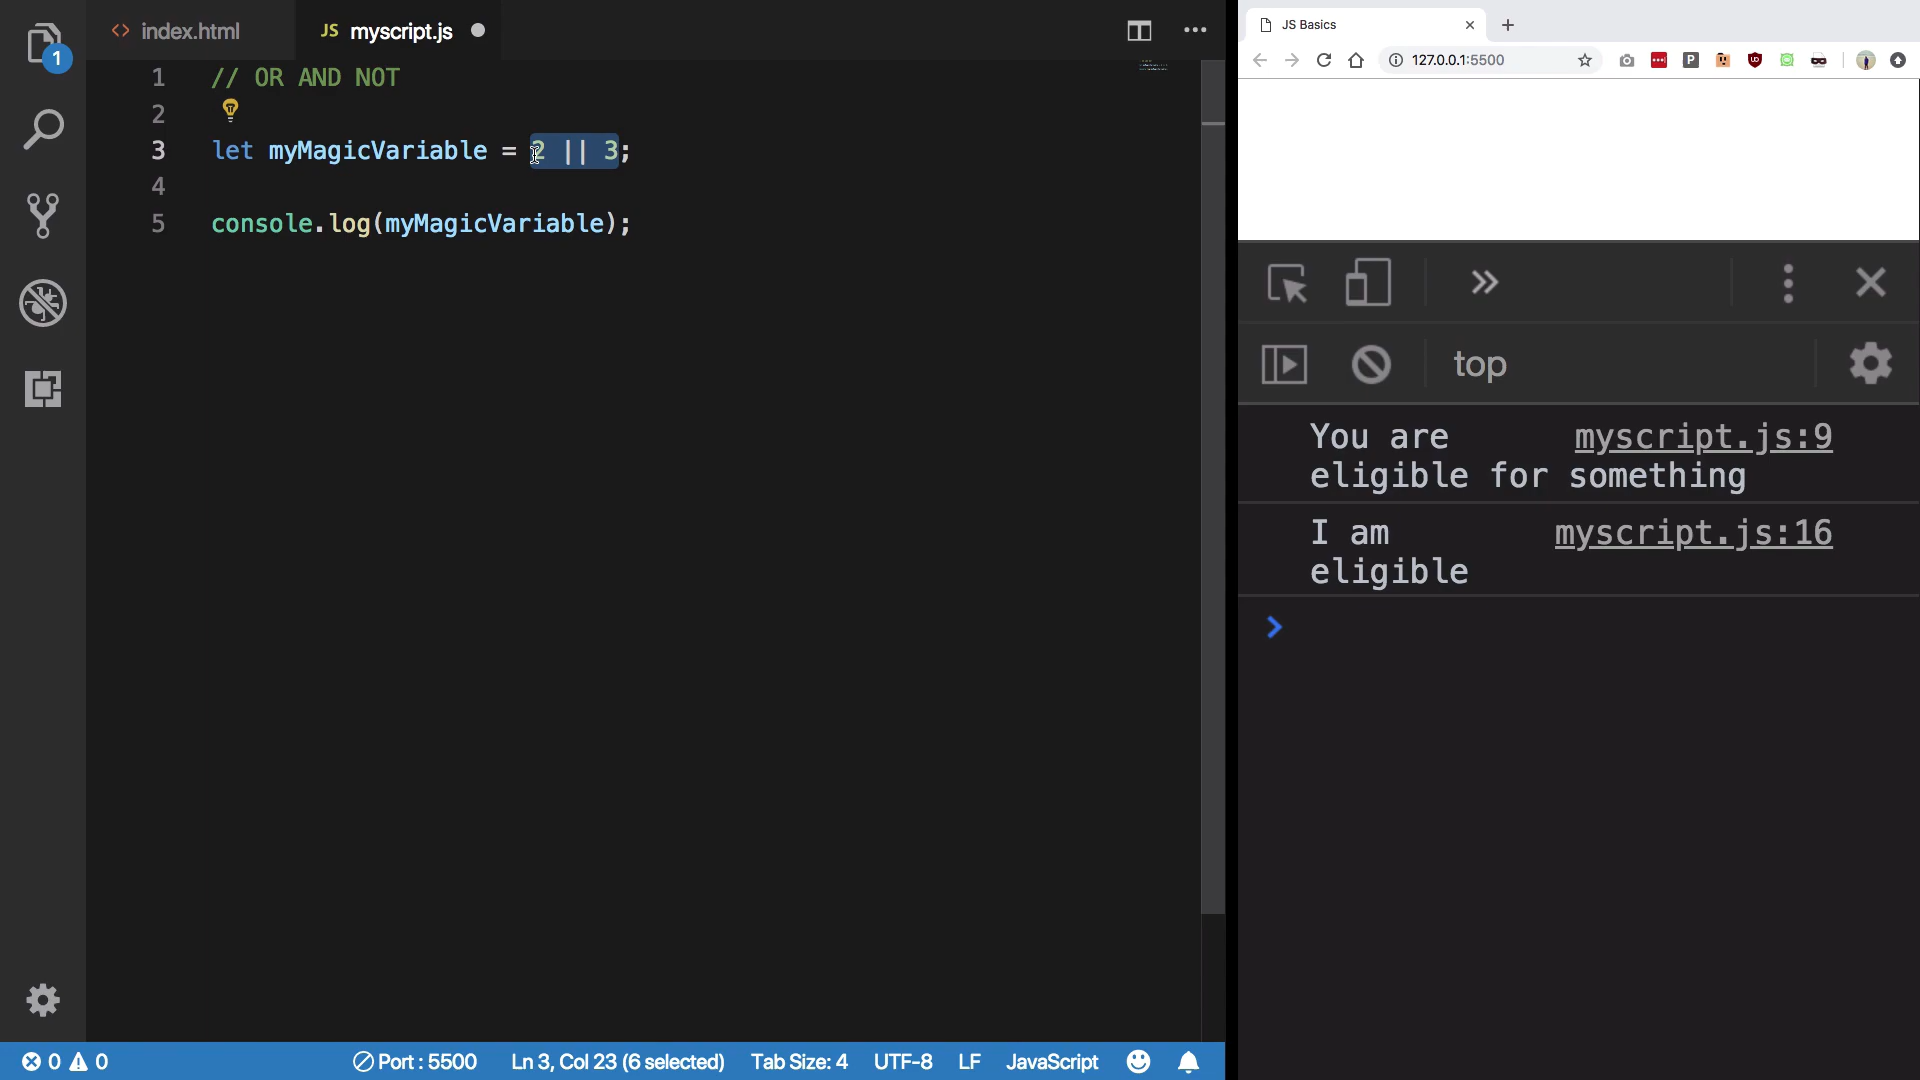 1
index.html
JS myscript.js
1 // OR AND NOT
2
3 let myMagicVariable = 2 || 3;
4
5 console.log(myMagicVariable);
0 0
Port : 5500
Ln 3, Col 23 (6 selected)
Tab Size: 4
UTF-8
LF
JavaScript
JS Basics
127.0.0.1:5500
top
You are myscript.js:9
eligible for something
I am myscript.js:16
eligible